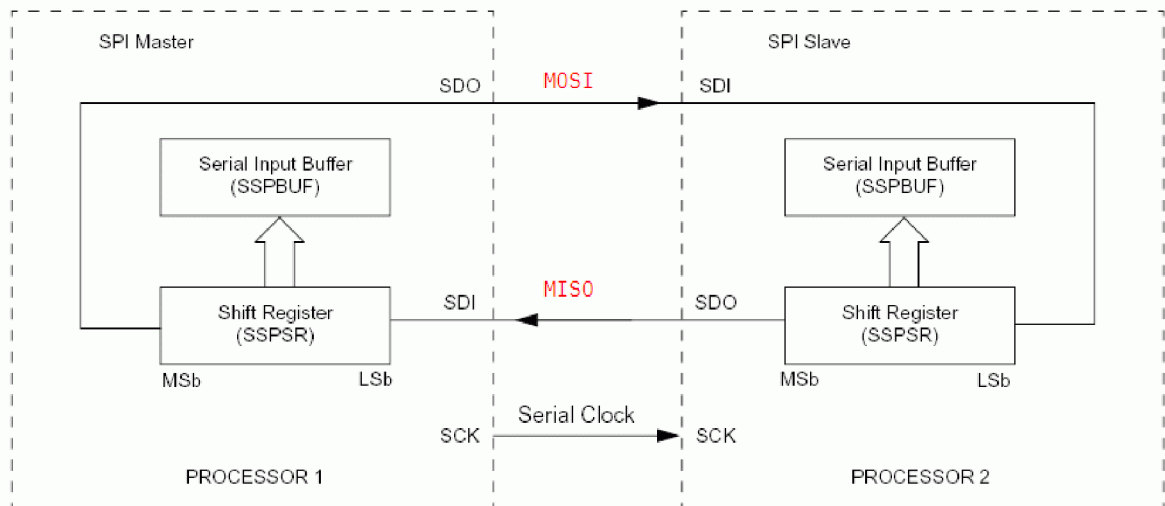 SPI Master
SPI Slave
SDO
MOSI
SDI
Serial Input Buffer
(SSPBUF)
Serial Input Buffer
(SSPBUF)
SDI
MISO
SDO
Shift Register
(SSPSR)
Shift Register
(SSPSR)
MSb
LSb
MSb
LSb
SCK
Serial Clock
SCK
PROCESSOR 1
PROCESSOR 2